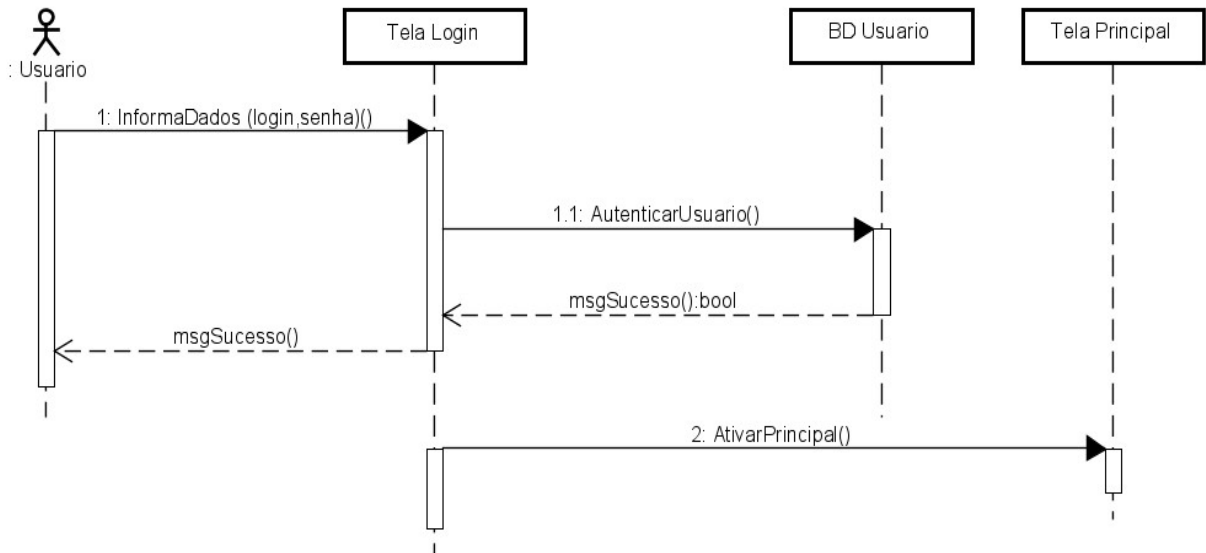 Tela Login
BD Usuario
Tela Principal
: Usuario
1: InformaDados (login,senha)()
1.1: AutenticarUsuario()
msgSucesso():bool
msgSucesso()
2: AtivarPrincipal()